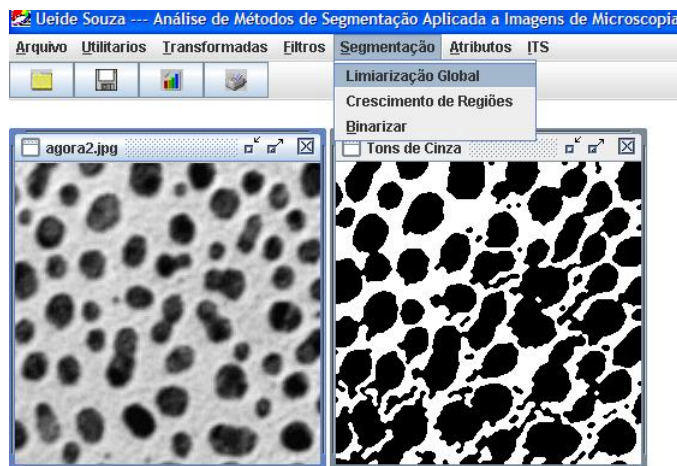 Ueide Souza --- Análise de Métodos de Segmentação Aplicada a Imagens de Microscopia
Arquivo Utilitarios Transformadas Filtros Segmentação Atributos ITS
Limiarização Global
Crescimento de Regiões
Binarizar
agora2.jpg
Tons de Cinza